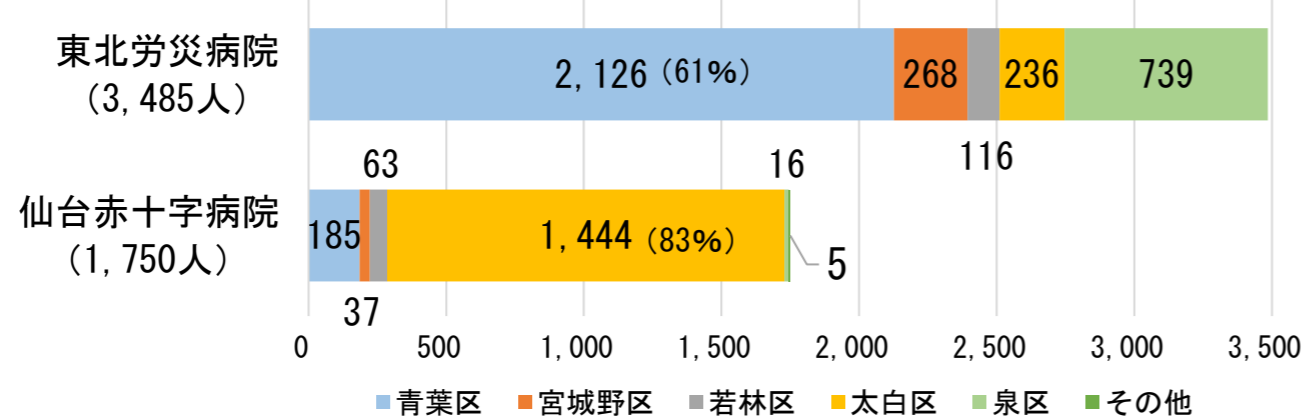 東北労災病院
(3,485人)
2,126 (61%)
268
236
739
116
63
16
仙台赤十字病院
(1,750人)
185
1,444 (83%)
5
37
0 500 1,000 1,500 2,000 2,500 3,000 3,500
青葉区 宮城野区 若林区 太白区 泉区 その他